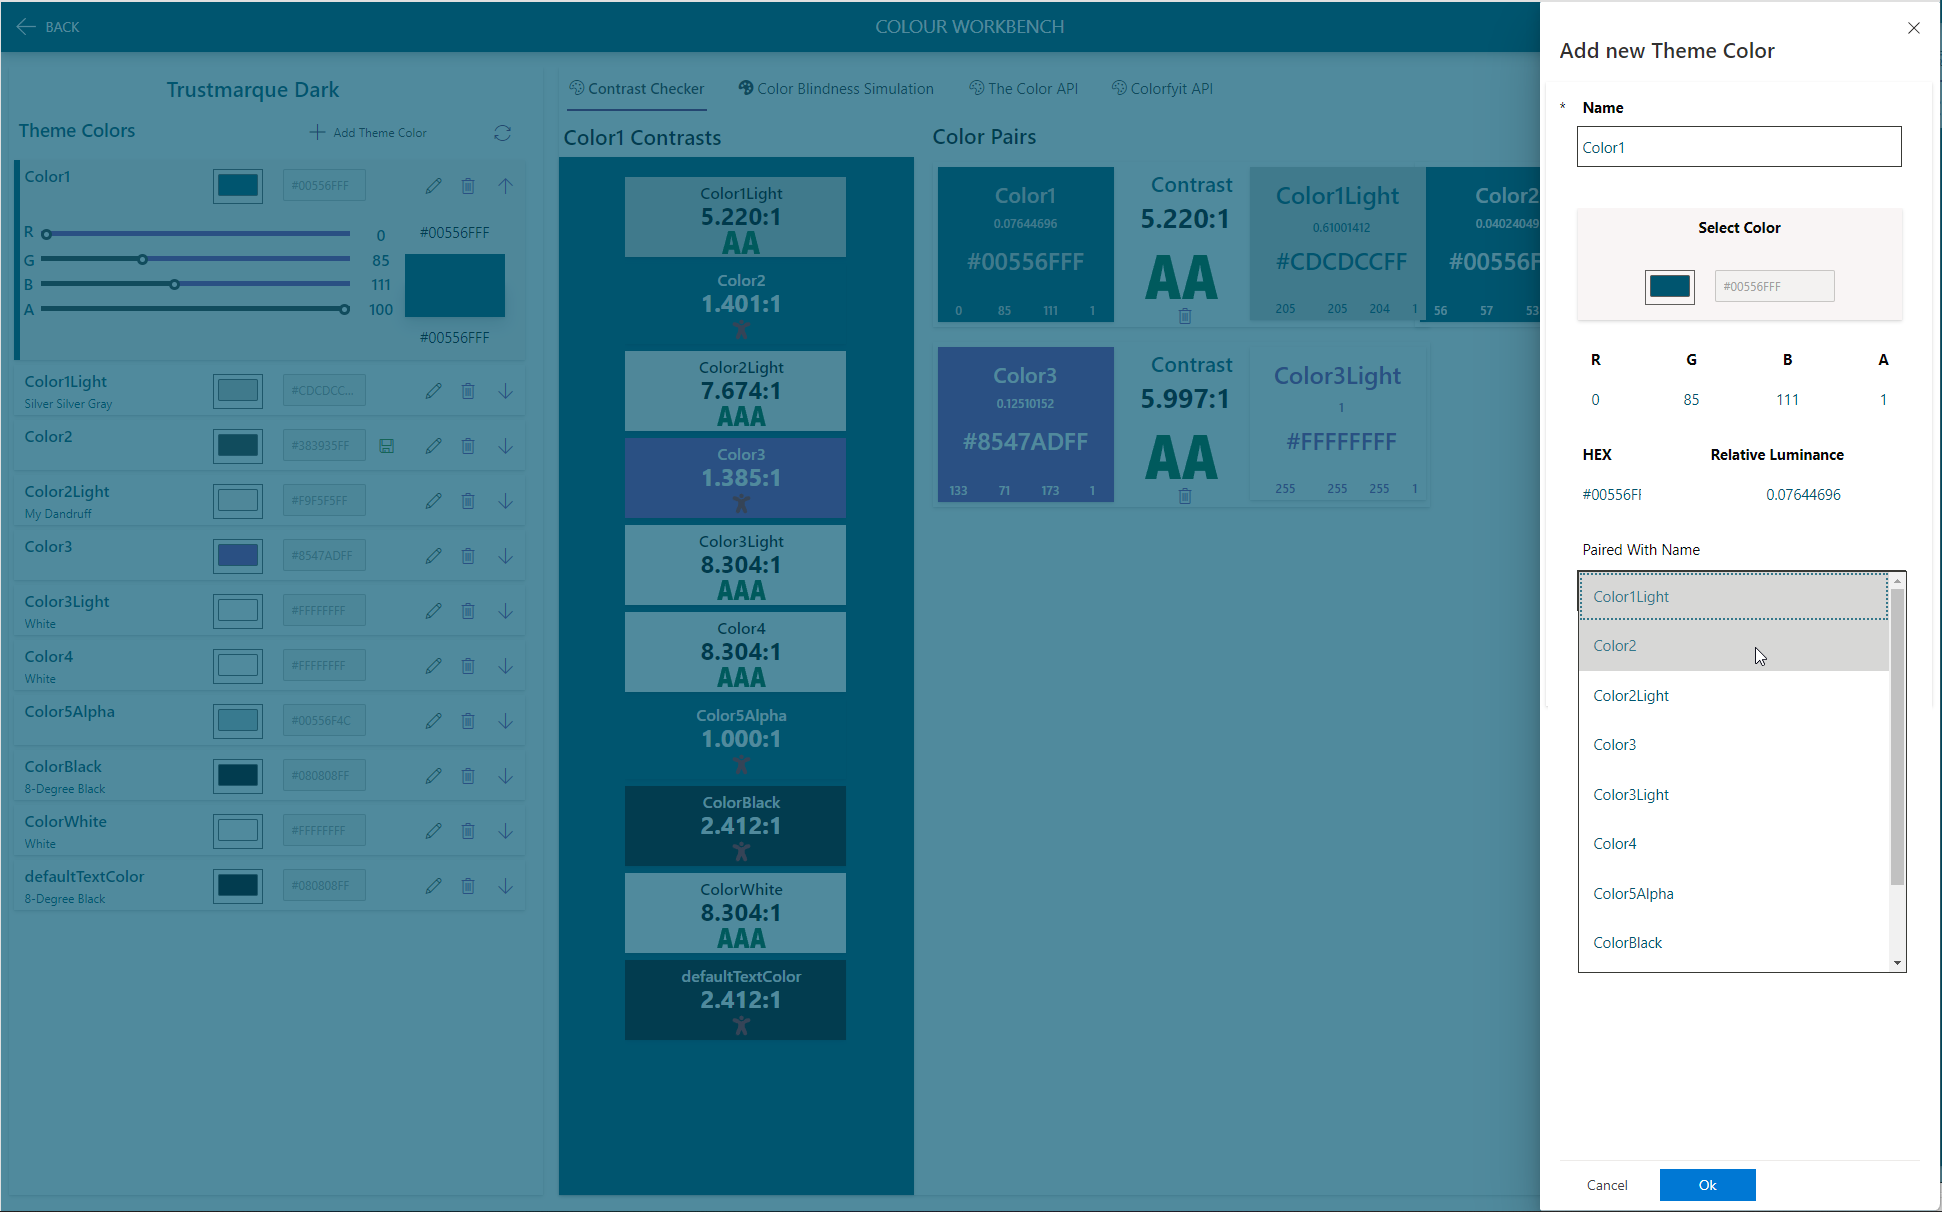 BACK
COLOUR WORKBENCH
Trustmarque Dark
Theme Colors
Add Theme Color
Color1
#00556FFF
R
0
#00556FFF
G
85
B
111
A
100
#00556FFF
Color1Light
Silver Silver Gray
#CDCDCC...
Color2
#383935FF
Color2Light
My Dandruff
#F9F5F5FF
Color3
#8547ADFF
Color3Light
White
#FFFFFFFF
Color4
White
#FFFFFFFF
Color5Alpha
#00556F4C
ColorBlack
8-Degree Black
#080808FF
ColorWhite
White
#FFFFFFFF
defaultTextColor
8-Degree Black
#080808FF
Contrast Checker
Color Blindness Simulation
The Color API
Colorfyit API
Color1 Contrasts
Color1Light
5.220:1
AA
Color2
1.401:1
Color2Light
7.674:1
AAA
Color3
1.385:1
Color3Light
8.304:1
AAA
Color4
8.304:1
AAA
Color5Alpha
1.000:1
ColorBlack
2.412:1
ColorWhite
8.304:1
AAA
defaultTextColor
2.412:1
Color Pairs
Color1
0.07644696
#00556FFF
0 85 111 1
Contrast
5.220:1
AA
Color1Light
0.61001412
#CDCDCCFF
205 205 204 1
Color2
0.04024049
#00556F
56 57 53
Color3
0.12510152
#8547ADFF
133 71 173 1
Contrast
5.997:1
AA
Color3Light
1
#FFFFFFFF
255 255 255 1
Add new Theme Color
* Name
Color1
Select Color
#00556FFF
R G B A
0 85 111 1
HEX Relative Luminance
#00556FF 0.07644696
Paired With Name
Color1Light
Color2
Color2Light
Color3
Color3Light
Color4
Color5Alpha
ColorBlack
Cancel
Ok